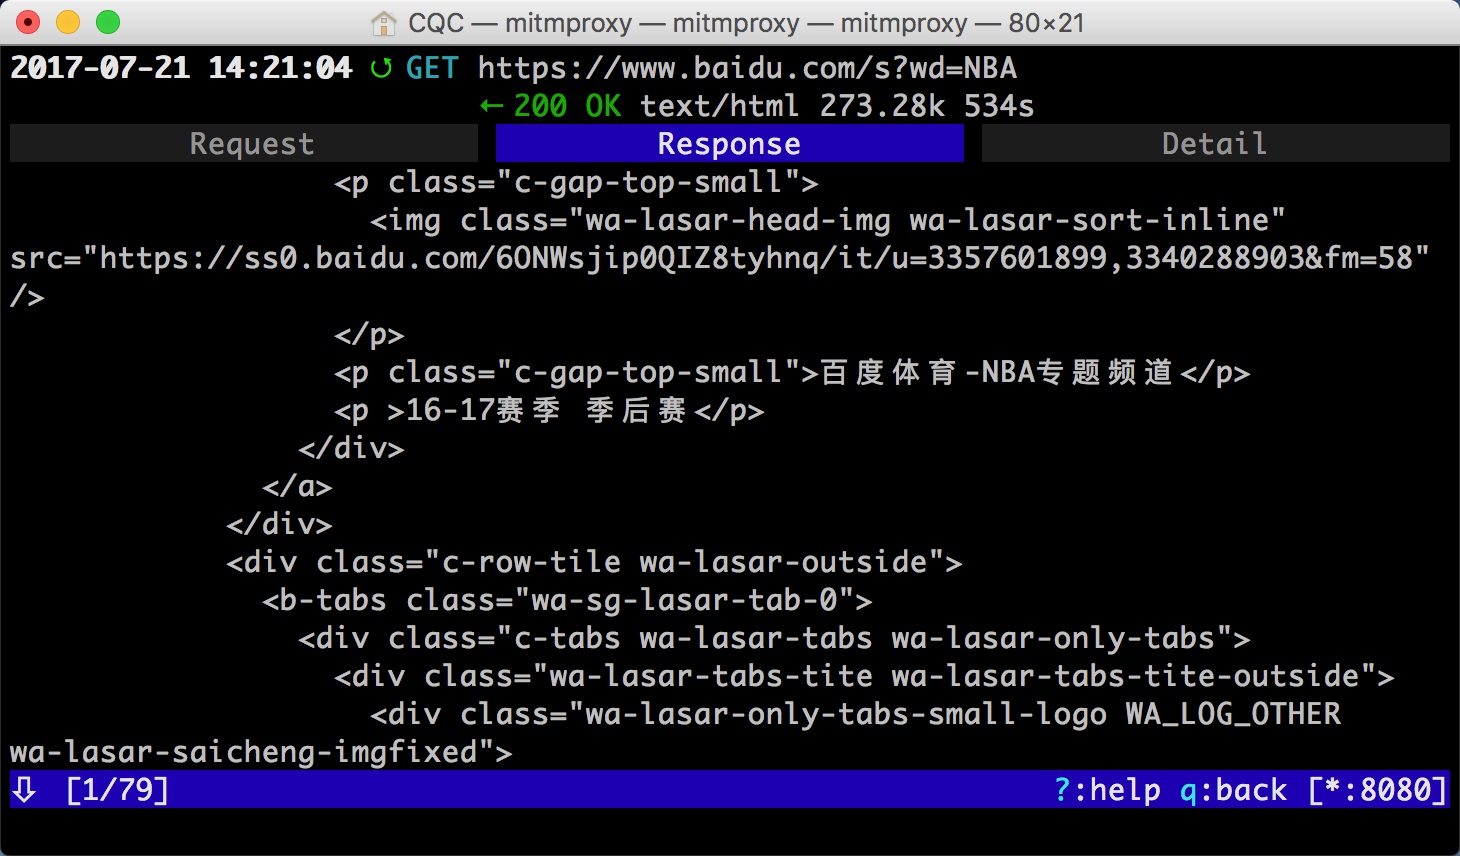 CQC — mitmproxy — mitmproxy — mitmproxy — 80×21
2017-07-21 14:21:04 ↺ GET https://www.baidu.com/s?wd=NBA
← 200 OK text/html 273.28k 534s
Request Response Detail
<p class="c-gap-top-small">
<img class="wa-lasar-head-img wa-lasar-sort-inline"
src="https://ss0.baidu.com/6ONWsjip0QIZ8tyhnq/it/u=3357601899,3340288903&fm=58"
/>
</p>
<p class="c-gap-top-small">百度体育-NBA专题频道</p>
<p >16-17赛季 季后赛</p>
</div>
</a>
</div>
<div class="c-row-tile wa-lasar-outside">
<b-tabs class="wa-sg-lasar-tab-0">
<div class="c-tabs wa-lasar-tabs wa-lasar-only-tabs">
<div class="wa-lasar-tabs-tite wa-lasar-tabs-tite-outside">
<div class="wa-lasar-only-tabs-small-logo WA_LOG_OTHER
wa-lasar-saicheng-imgfixed">
⇩ [1/79] ?:help q:back [*:8080]